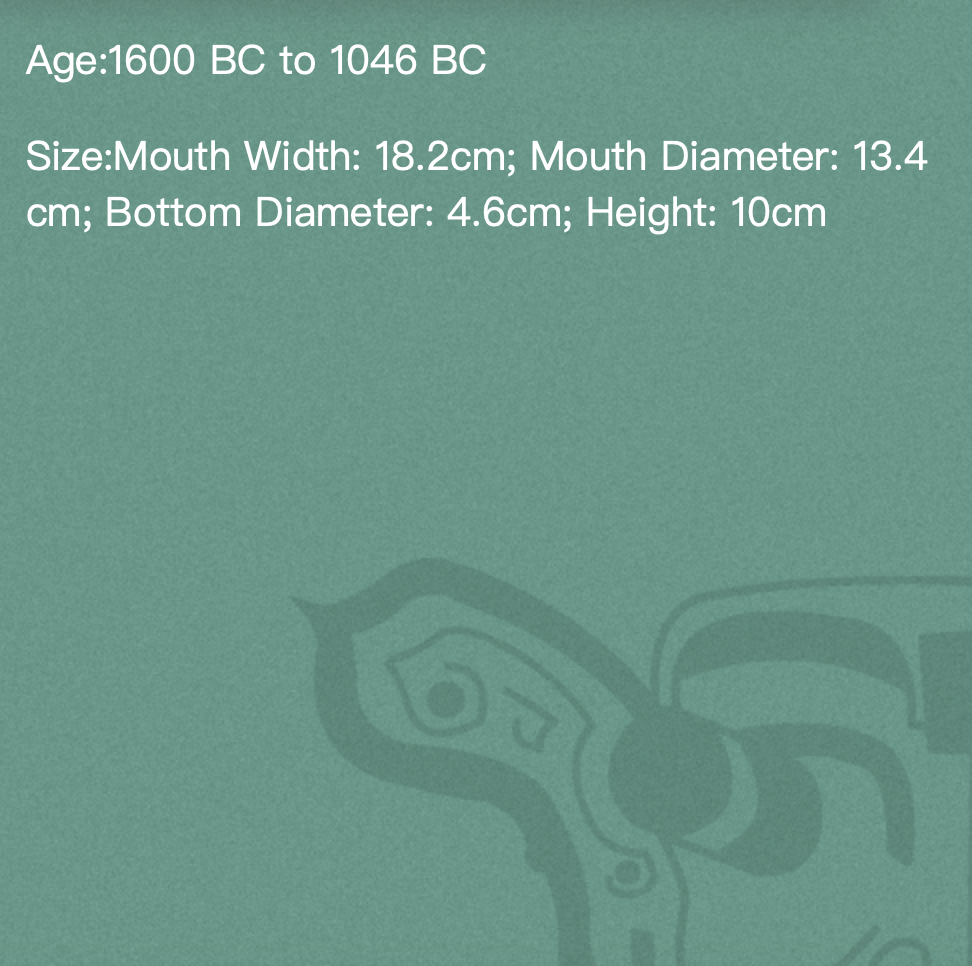 Age:1600 BC to 1046 BC
Size:Mouth Width: 18.2cm; Mouth Diameter: 13.4
cm; Bottom Diameter: 4.6cm; Height: 10cm